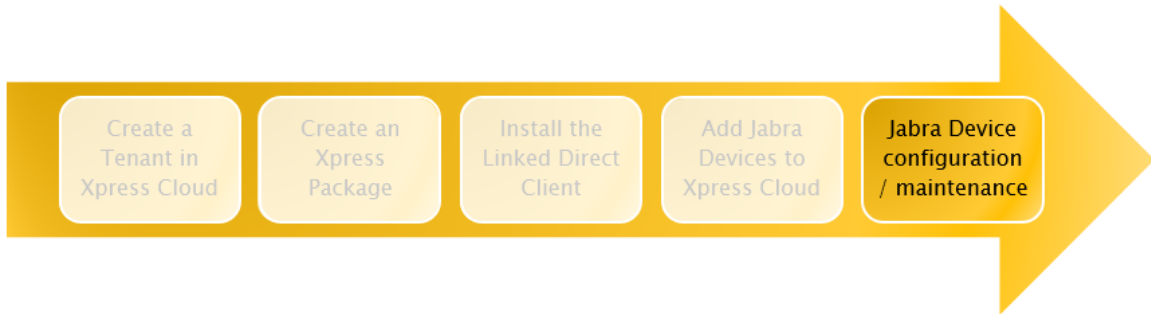 Create a
Tenant in
Xpress Cloud
Create an
Xpress
Package
Install the
Linked Direct
Client
Add Jabra
Devices to
Xpress Cloud
Jabra Device
configuration
/ maintenance